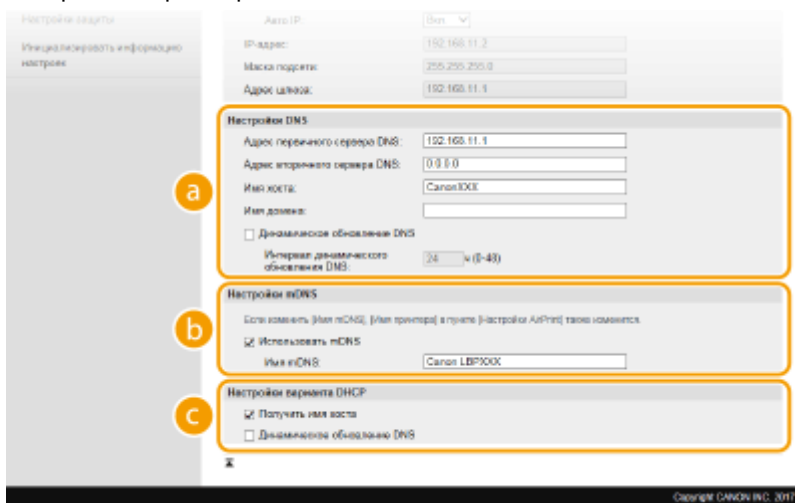 Настройки защиты
Инициализировать информацию
настроек
Авто IP: Вкл
IP-адрес: 192.168.11.2
Маска подсети: 255.255.255.0
Адрес шлюза: 192.168.11.1
Настройки DNS
Адрес первичного сервера DNS: 192.168.11.1
Адрес вторичного сервера DNS: 0.0.0.0
Имя хоста: CanonXXX
Имя домена:
Динамическое обновление DNS
Интервал динамического
обновления DNS: 24 ч (0-48)
a
Настройки mDNS
Если изменить [Имя mDNS], [Имя принтера] в пункте [Настройки AirPrint] также изменится.
Использовать mDNS
Имя mDNS: Canon LBPXXX
b
Настройки варианта DHCP
Получить имя хоста
Динамическое обновление DNS
c
Copyright CANON INC. 2017